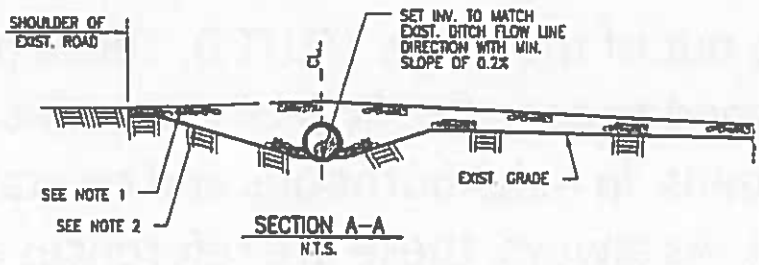 SHOULDER OF
EXIST. ROAD
SET INV. TO MATCH
EXIST. DITCH FLOW LINE
DIRECTION WITH MIN.
SLOPE OF 0.2%
CL
SEE NOTE 1
SEE NOTE 2
EXIST. GRADE
SECTION A-A
N.T.S.